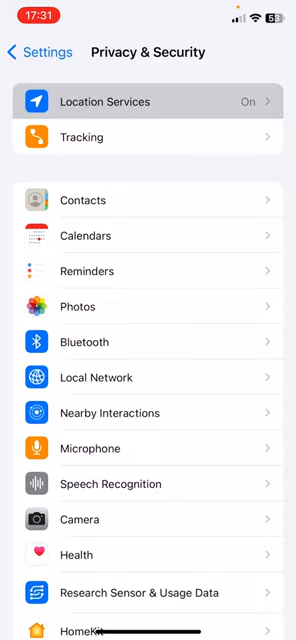 17:31
53
Settings
Privacy & Security
Location Services On
Tracking
Contacts
Calendars
Reminders
Photos
Bluetooth
Local Network
Nearby Interactions
Microphone
Speech Recognition
Camera
Health
Research Sensor & Usage Data
HomeKit